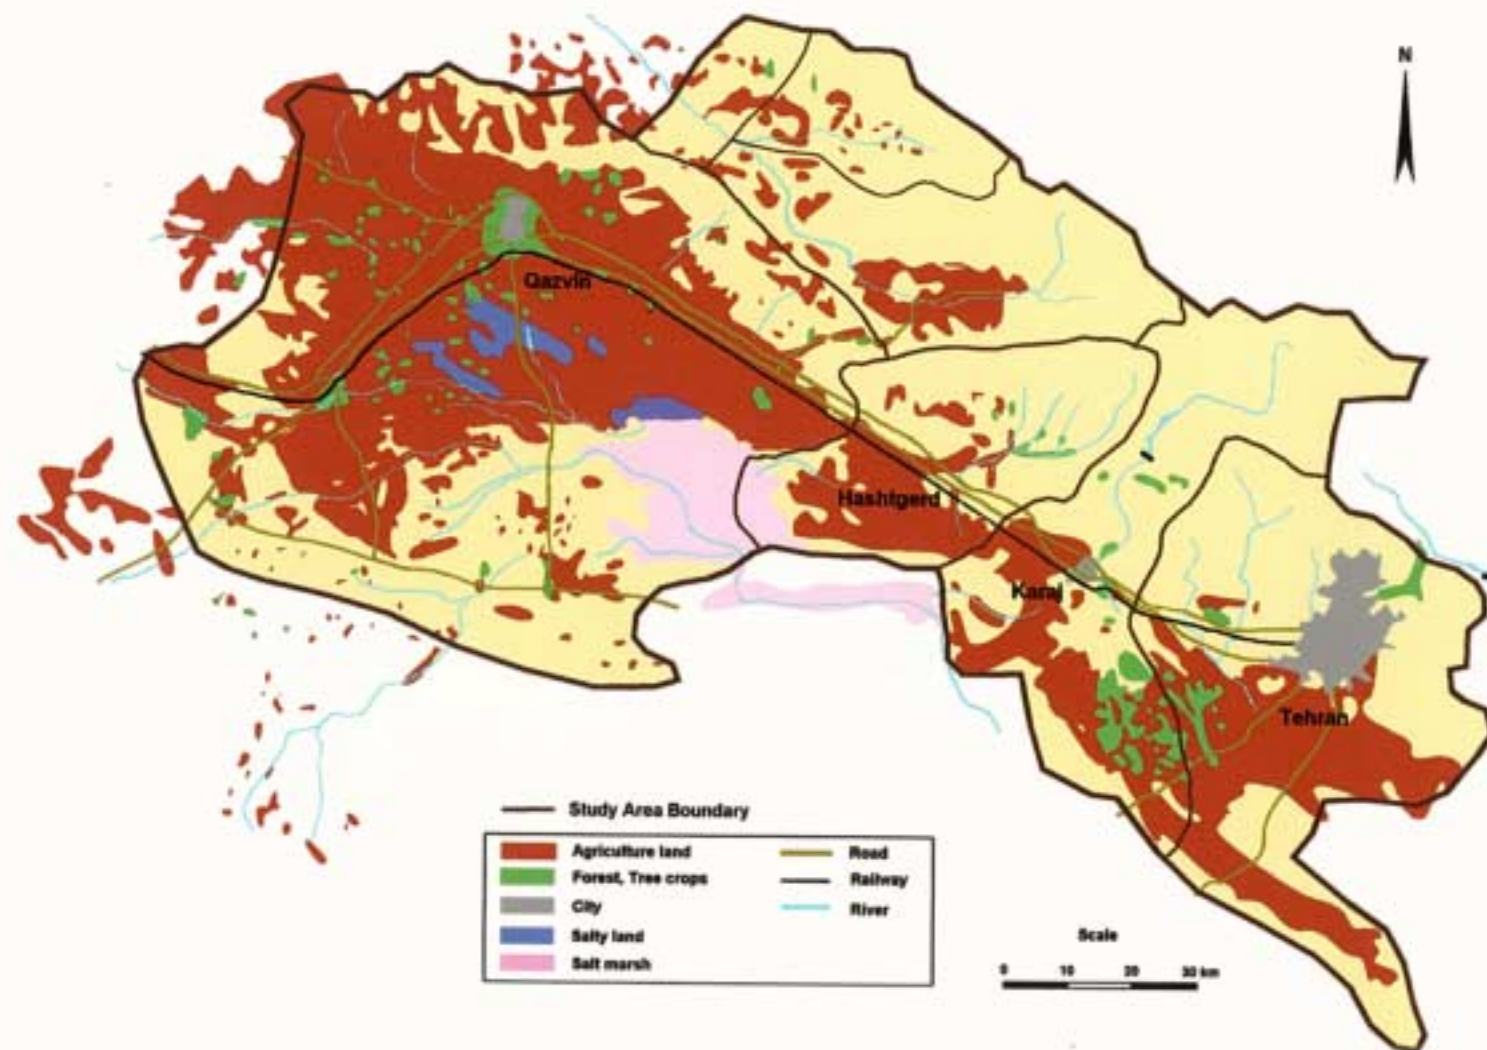 N
Qazvin
Hashtgerd
Karaj
Tehran
Study Area Boundary
Agriculture land
Forest, Tree crops
City
Salty land
Salt marsh
Road
Railway
River
Scale
0 10 20 30 km